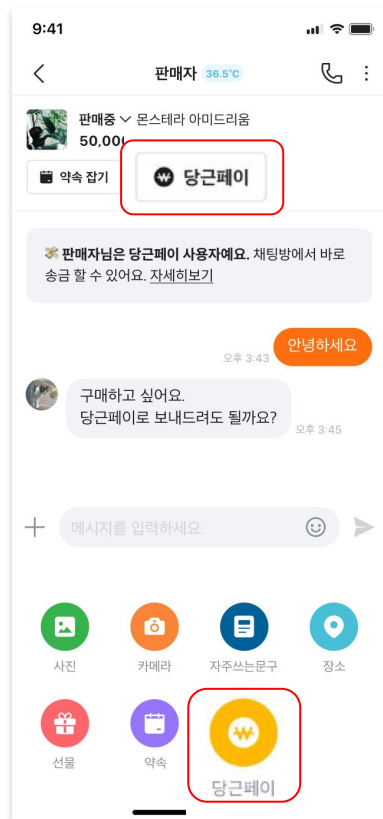 9:41
판매자 36.5°C
판매중 몬스테라 아미드리움
50,00
약속 잡기
당근페이
💸 판매자님은 당근페이 사용자예요. 채팅방에서 바로
송금 할 수 있어요. 자세히보기
안녕하세요
오후 3:43
구매하고 싶어요.
당근페이로 보내드려도 될까요?
오후 3:45
메시지를 입력하세요.
사진 카메라 자주쓰는문구 장소
선물 약속 당근페이